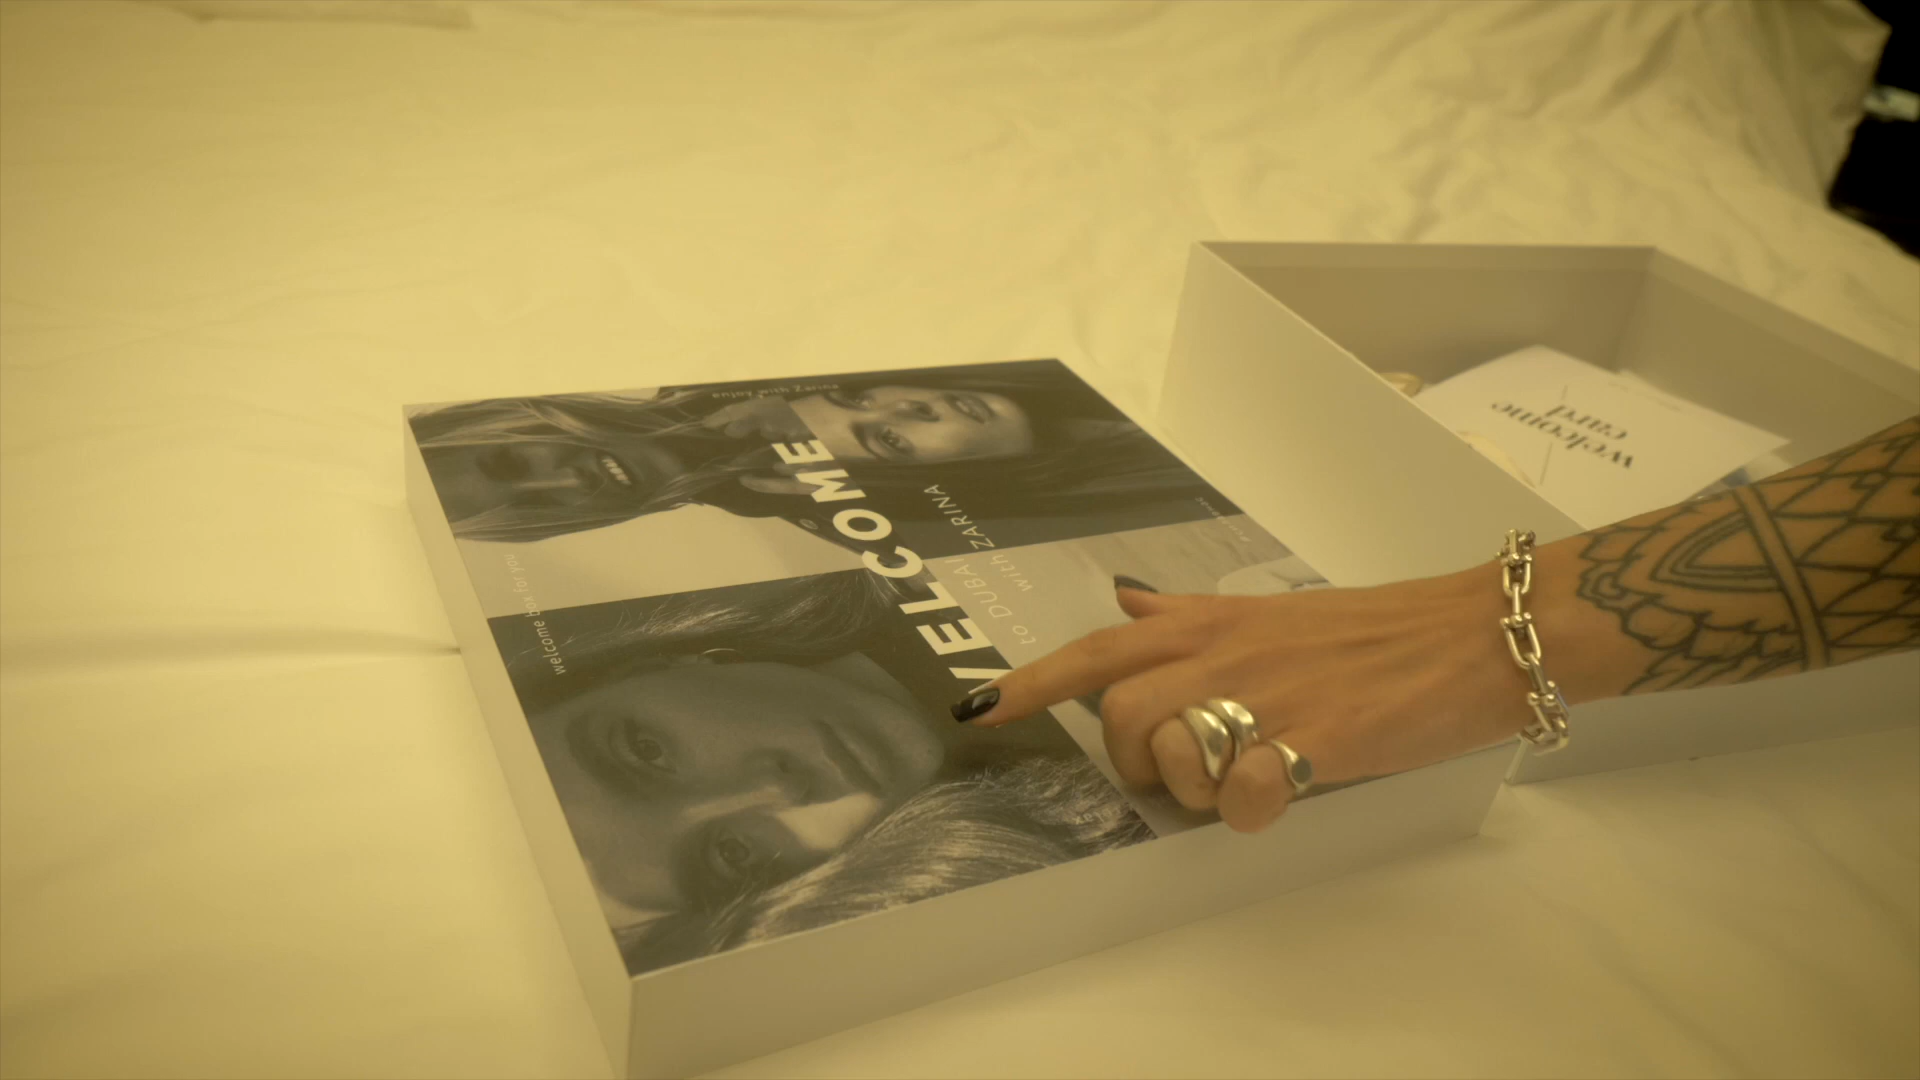 enjoy with Zarina
WELCOME
to DUBAI
with ZARINA
welcome box for you
welcome
card